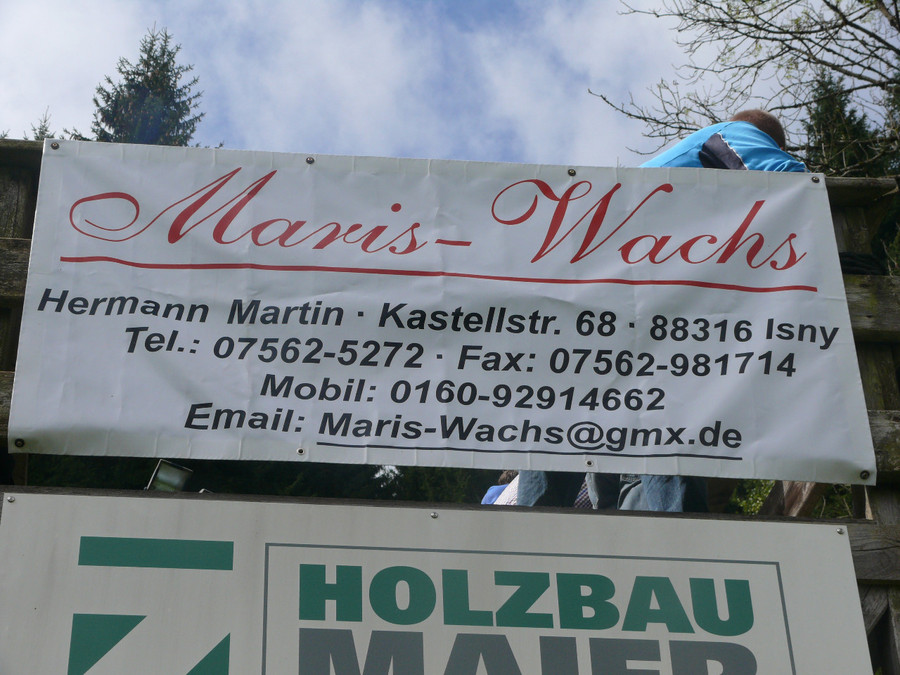 Maris-Wachs
Hermann Martin · Kastellstr. 68 · 88316 Isny
Tel.: 07562-5272 · Fax: 07562-981714
Mobil: 0160-92914662
Email: Maris-Wachs@gmx.de
HOLZBAU
MAIER